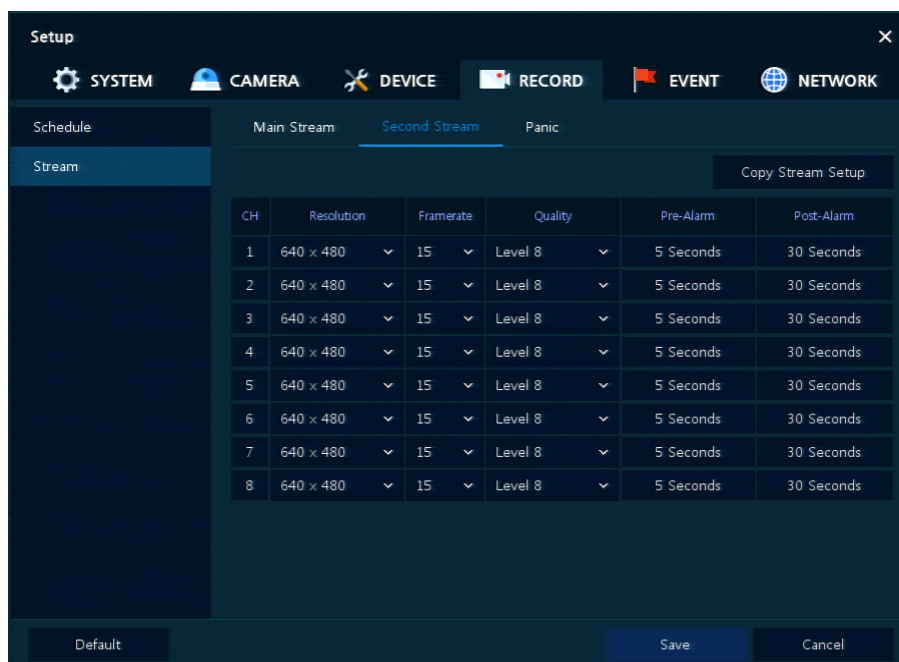 Setup
SYSTEM CAMERA DEVICE RECORD EVENT NETWORK
Schedule
Stream
Main Stream Second Stream Panic
Copy Stream Setup
CH Resolution Framerate Quality Pre-Alarm Post-Alarm
1 640 x 480 15 Level 8 5 Seconds 30 Seconds
2 640 x 480 15 Level 8 5 Seconds 30 Seconds
3 640 x 480 15 Level 8 5 Seconds 30 Seconds
4 640 x 480 15 Level 8 5 Seconds 30 Seconds
5 640 x 480 15 Level 8 5 Seconds 30 Seconds
6 640 x 480 15 Level 8 5 Seconds 30 Seconds
7 640 x 480 15 Level 8 5 Seconds 30 Seconds
8 640 x 480 15 Level 8 5 Seconds 30 Seconds
Default Save Cancel